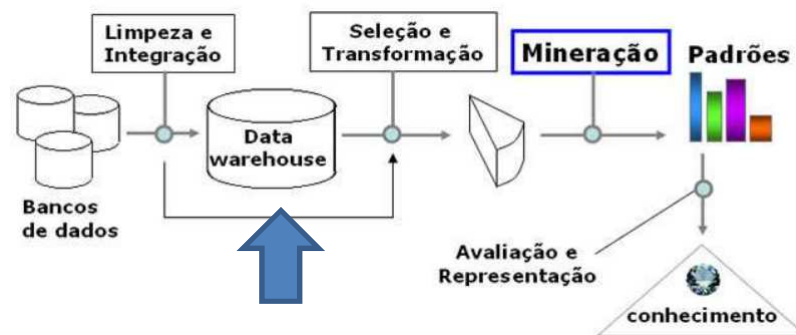 Limpeza e
Integração
Seleção e
Transformação
Mineração
Padrões
Data
warehouse
Bancos
de dados
Avaliação e
Representação
conhecimento